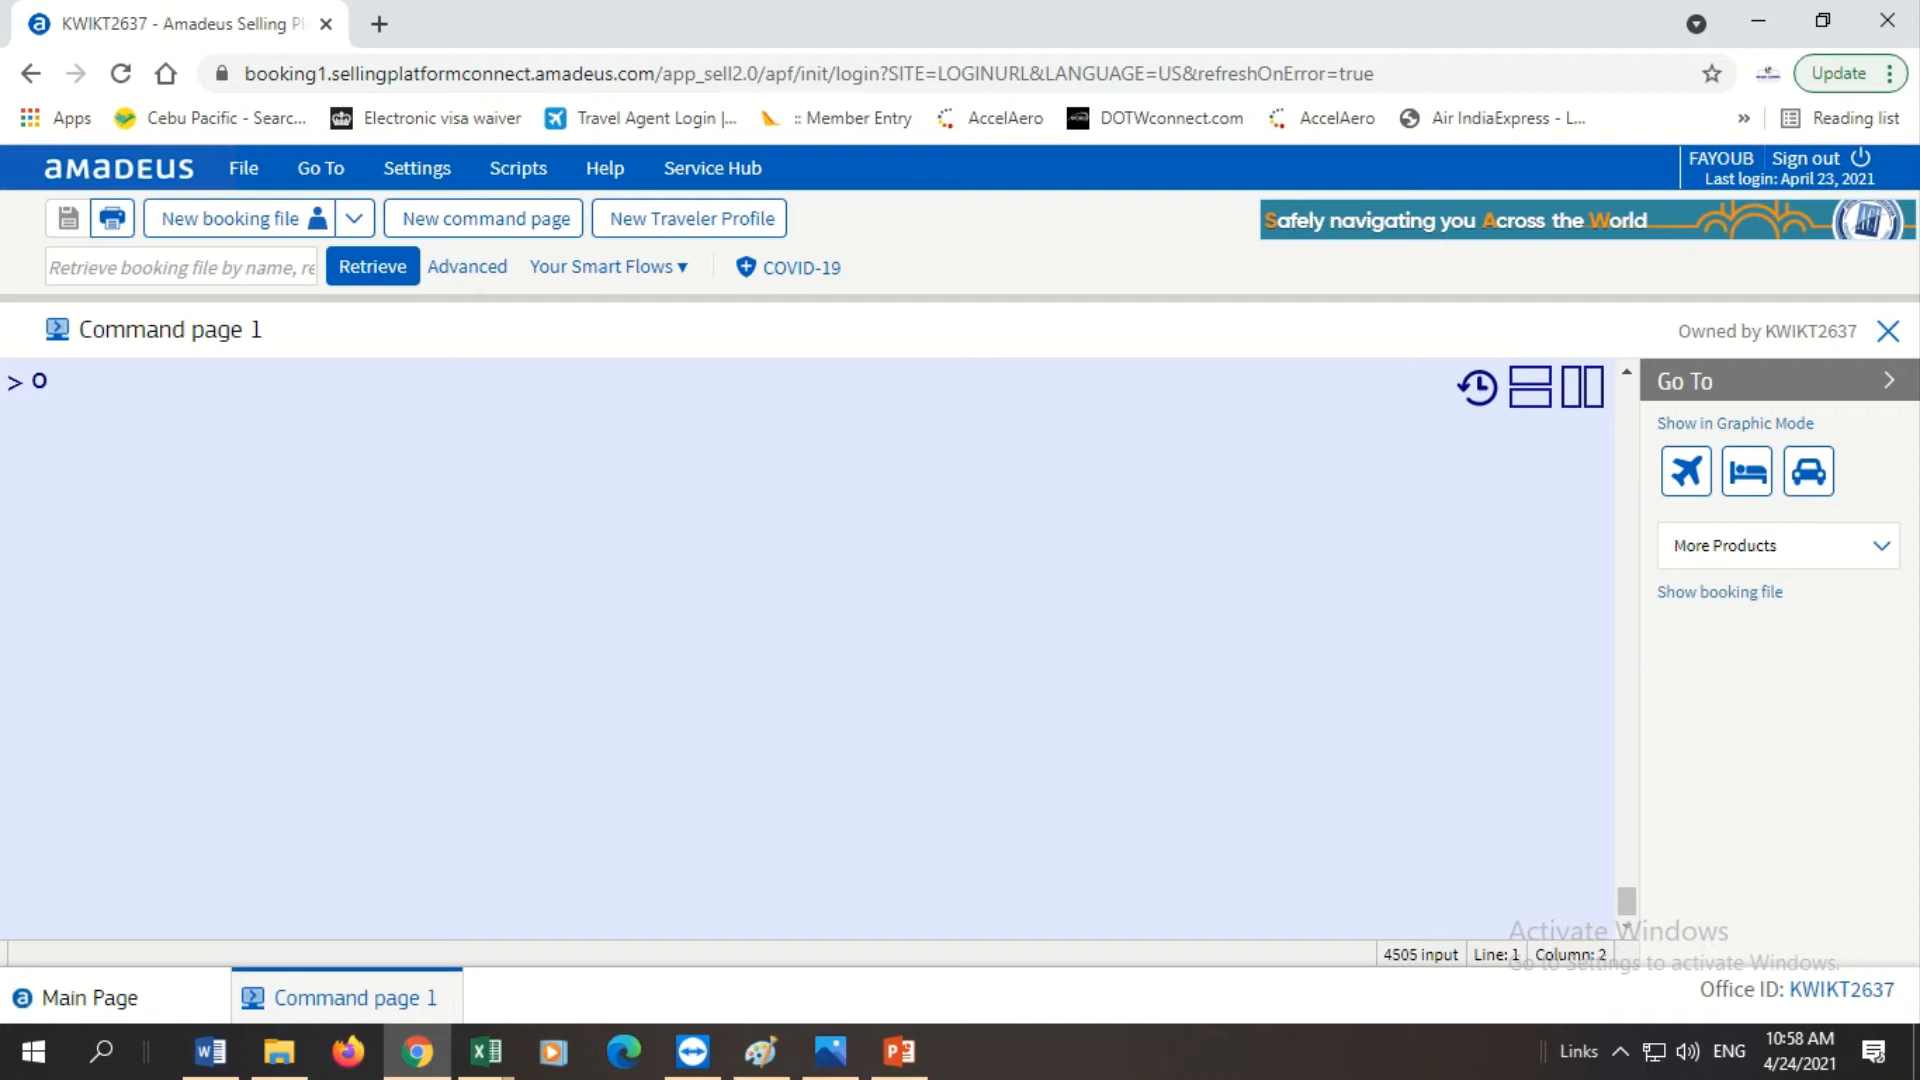 KWIKT2637 - Amadeus Selling Pl
booking1.sellingplatformconnect.amadeus.com/app_sell2.0/apf/init/login?SITE=LOGINURL&LANGUAGE=US&refreshOnError=true
Update
Apps
Cebu Pacific - Searc...
Electronic visa waiver
Travel Agent Login |...
:: Member Entry
AccelAero
DOTWconnect.com
AccelAero
Air IndiaExpress - L...
»
Reading list
aMaDEUS
File
Go To
Settings
Scripts
Help
Service Hub
FAYOUB
Sign out
Last login: April 23, 2021
New booking file
New command page
New Traveler Profile
Safely navigating you Across the World
Retrieve booking file by name, re
Retrieve
Advanced
Your Smart Flows ▾
COVID-19
Command page 1
Owned by KWIKT2637
> O
Go To
Show in Graphic Mode
More Products
Show booking file
Activate Windows
Go to Settings to activate Windows.
4505 input
Line: 1
Column: 2
Main Page
Command page 1
Office ID: KWIKT2637
Links
ENG
10:58 AM
4/24/2021